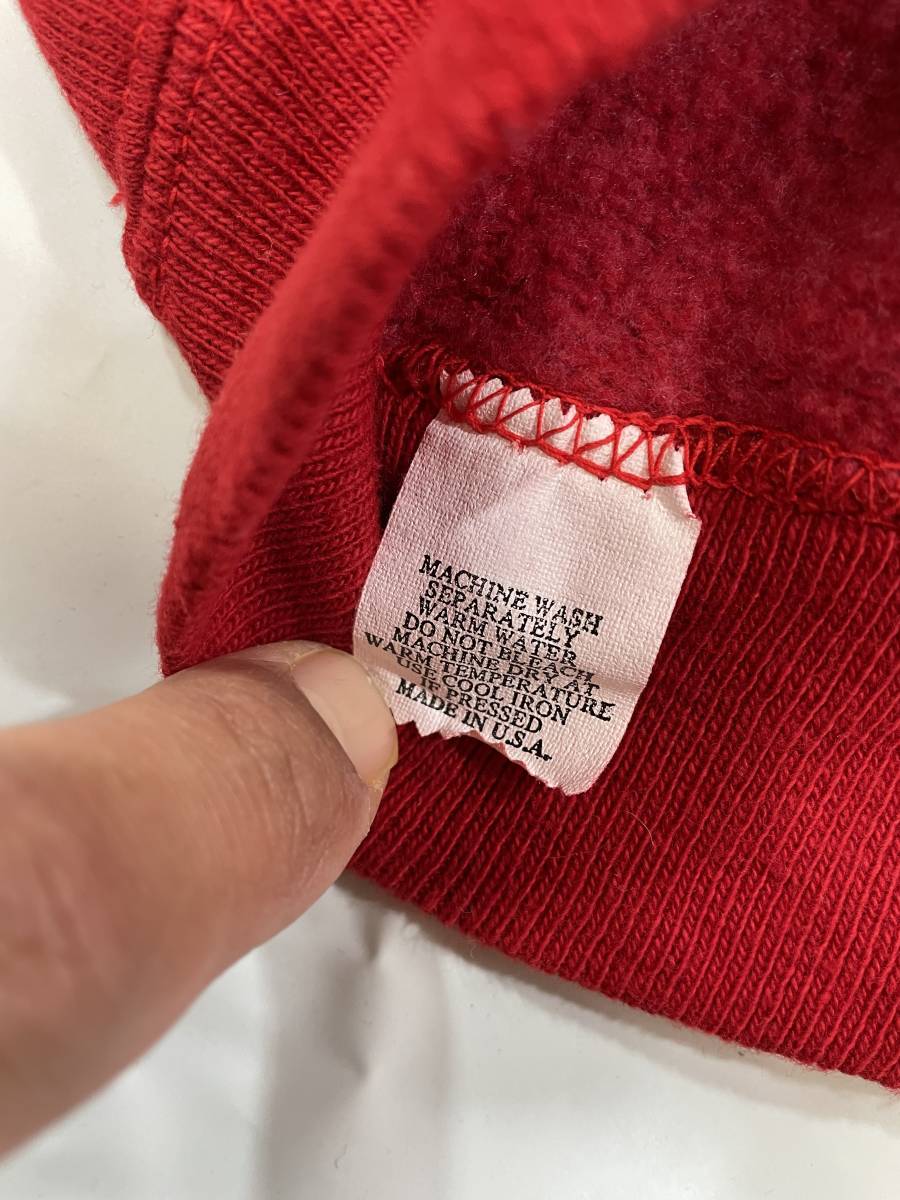 MACHINE WASH
SEPARATELY
WARM WATER
DO NOT BLEACH
MACHINE DRY AT
WARM TEMPERATURE
USE COOL IRON
IF PRESSED
MADE IN U.S.A.